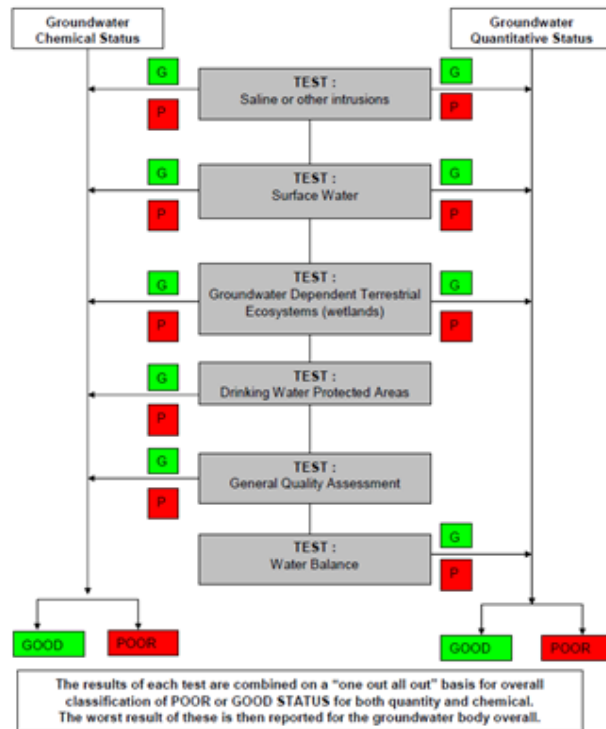 Groundwater
Chemical Status
Groundwater
Quantitative Status
G
P
TEST :
Saline or other intrusions
G
P
G
P
TEST :
Surface Water
G
P
G
P
TEST :
Groundwater Dependent Terrestrial
Ecosystems (wetlands)
G
P
G
P
TEST :
Drinking Water Protected Areas
G
P
TEST :
General Quality Assessment
TEST :
Water Balance
G
P
GOOD
POOR
GOOD
POOR
The results of each test are combined on a "one out all out" basis for overall
classification of POOR or GOOD STATUS for both quantity and chemical.
The worst result of these is then reported for the groundwater body overall.